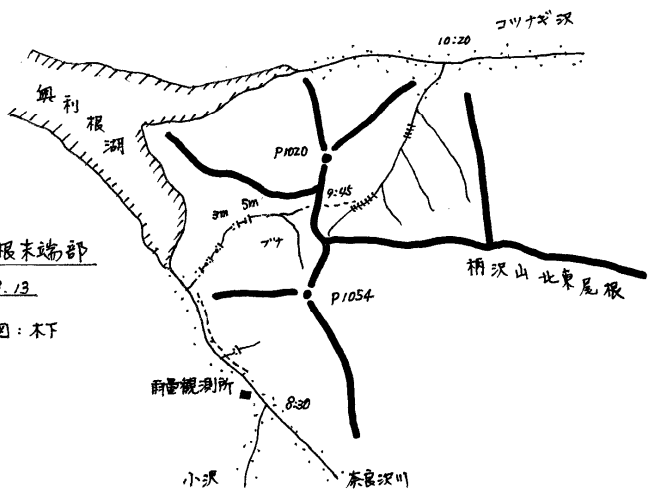 コツナギ沢
10:20
奥利根湖
P1020
9:45
5m
3m
ブナ
根末端部
柄沢山北東尾根
.13
P1054
図：木下
雨量観測所
8:30
小沢
奈良沢川